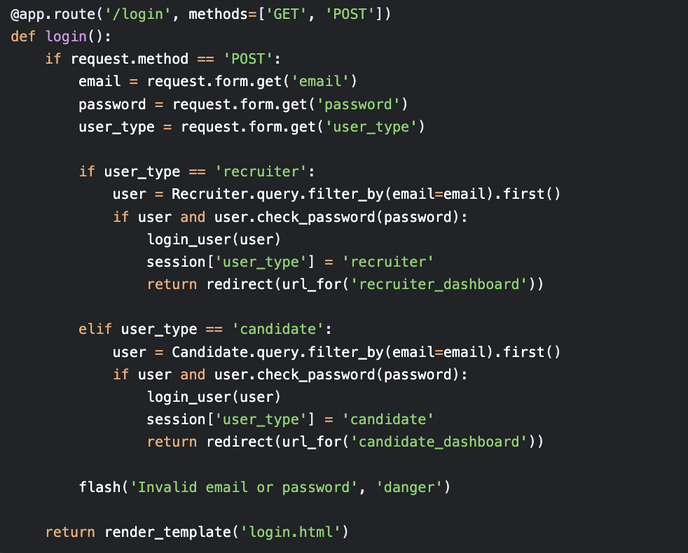 @app.route('/login', methods=['GET', 'POST'])
def login():
    if request.method == 'POST':
        email = request.form.get('email')
        password = request.form.get('password')
        user_type = request.form.get('user_type')

        if user_type == 'recruiter':
            user = Recruiter.query.filter_by(email=email).first()
            if user and user.check_password(password):
                login_user(user)
                session['user_type'] = 'recruiter'
                return redirect(url_for('recruiter_dashboard'))

        elif user_type == 'candidate':
            user = Candidate.query.filter_by(email=email).first()
            if user and user.check_password(password):
                login_user(user)
                session['user_type'] = 'candidate'
                return redirect(url_for('candidate_dashboard'))

        flash('Invalid email or password', 'danger')

    return render_template('login.html')